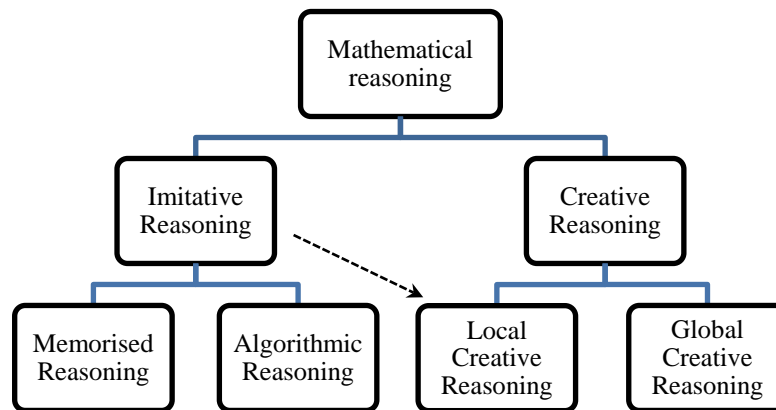 Mathematical
reasoning
Imitative
Reasoning
Creative
Reasoning
Memorised
Reasoning
Algorithmic
Reasoning
Local
Creative
Reasoning
Global
Creative
Reasoning